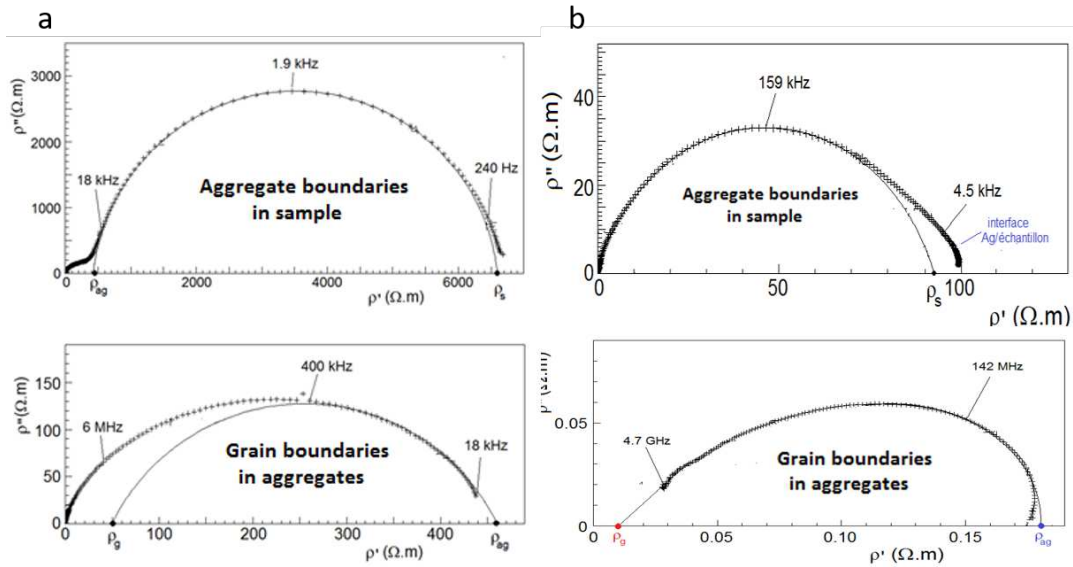 a
ρ"(Ω.m)
3000
2000
1000
0
1.9 kHz
18 kHz
240 Hz
Aggregate boundaries
in sample
0
2000
4000
6000
ρag
ρ' (Ω.m)
ρs
b
ρ" (Ω.m)
40
20
0
159 kHz
4.5 kHz
Aggregate boundaries
in sample
interface
Ag/échantillon
0
50
100
ρs
ρ' (Ω.m)
ρ"(Ω.m)
150
100
50
0
400 kHz
6 MHz
18 kHz
Grain boundaries
in aggregates
0
100
200
300
400
ρg
ρ' (Ω.m)
ρag
0.05
0
142 MHz
4.7 GHz
Grain boundaries
in aggregates
0
0.05
0.10
0.15
ρg
ρ' (Ω.m)
ρag